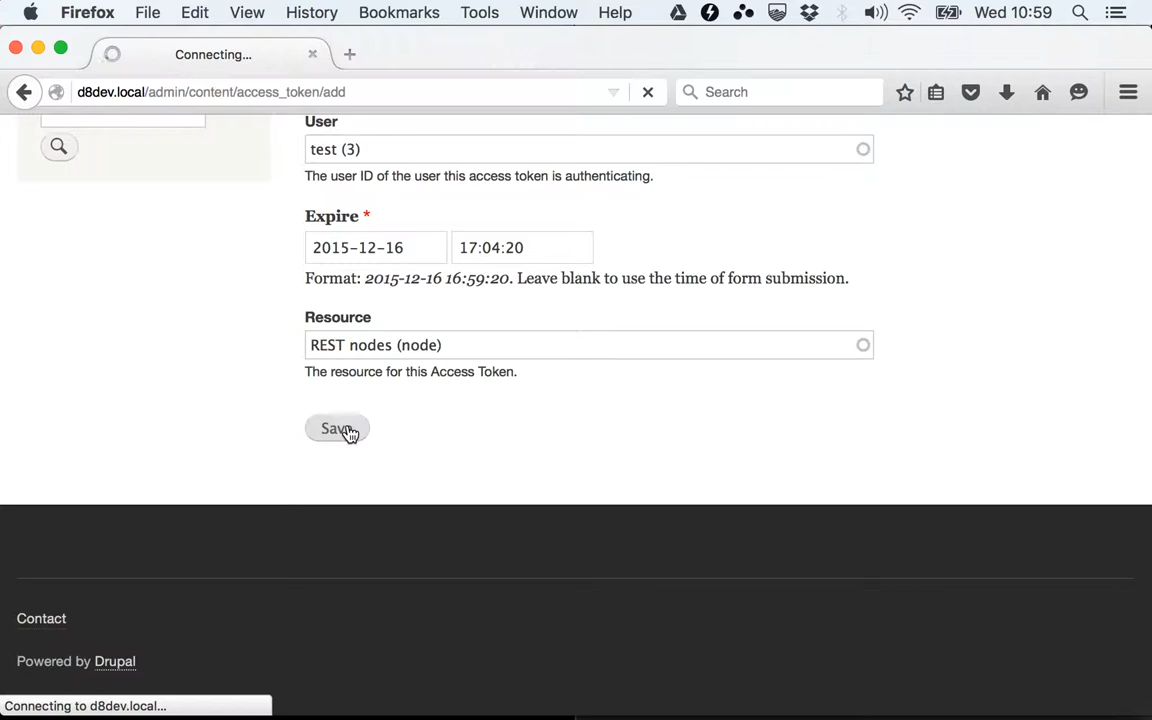 Firefox File Edit View History Bookmarks Tools Window Help Wed 10:59
Connecting...
d8dev.local/admin/content/access_token/add
Search
User
test (3)
The user ID of the user this access token is authenticating.
Expire *
2015-12-16 17:04:20
Format: 2015-12-16 16:59:20. Leave blank to use the time of form submission.
Resource
REST nodes (node)
The resource for this Access Token.
Save
Contact
Powered by Drupal
Connecting to d8dev.local...